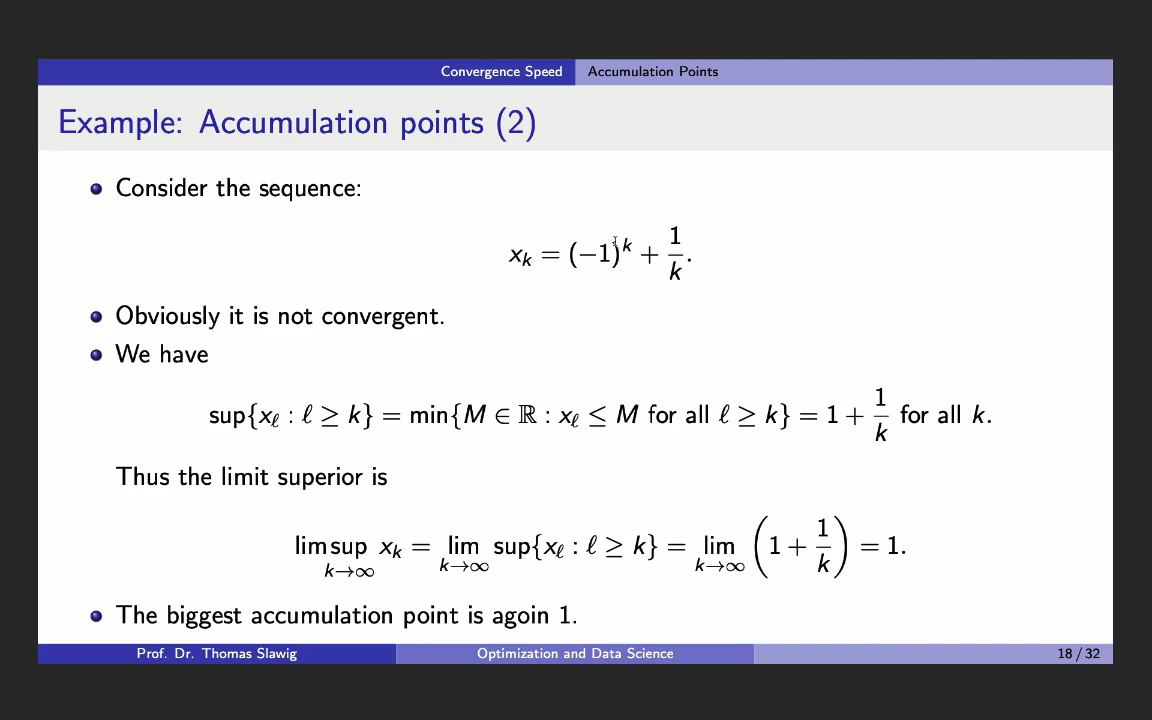 Convergence Speed Accumulation Points
Example: Accumulation points (2)
Consider the sequence:
x_k = (−1)^k + 1/k.
Obviously it is not convergent.
We have
sup{x_ℓ : ℓ ≥ k} = min{M ∈ ℝ : x_ℓ ≤ M for all ℓ ≥ k} = 1 + 1/k for all k.
Thus the limit superior is
lim sup_{k→∞} x_k = lim_{k→∞} sup{x_ℓ : ℓ ≥ k} = lim_{k→∞} (1 + 1/k) = 1.
The biggest accumulation point is agoin 1.
Prof. Dr. Thomas Slawig Optimization and Data Science 18 / 32